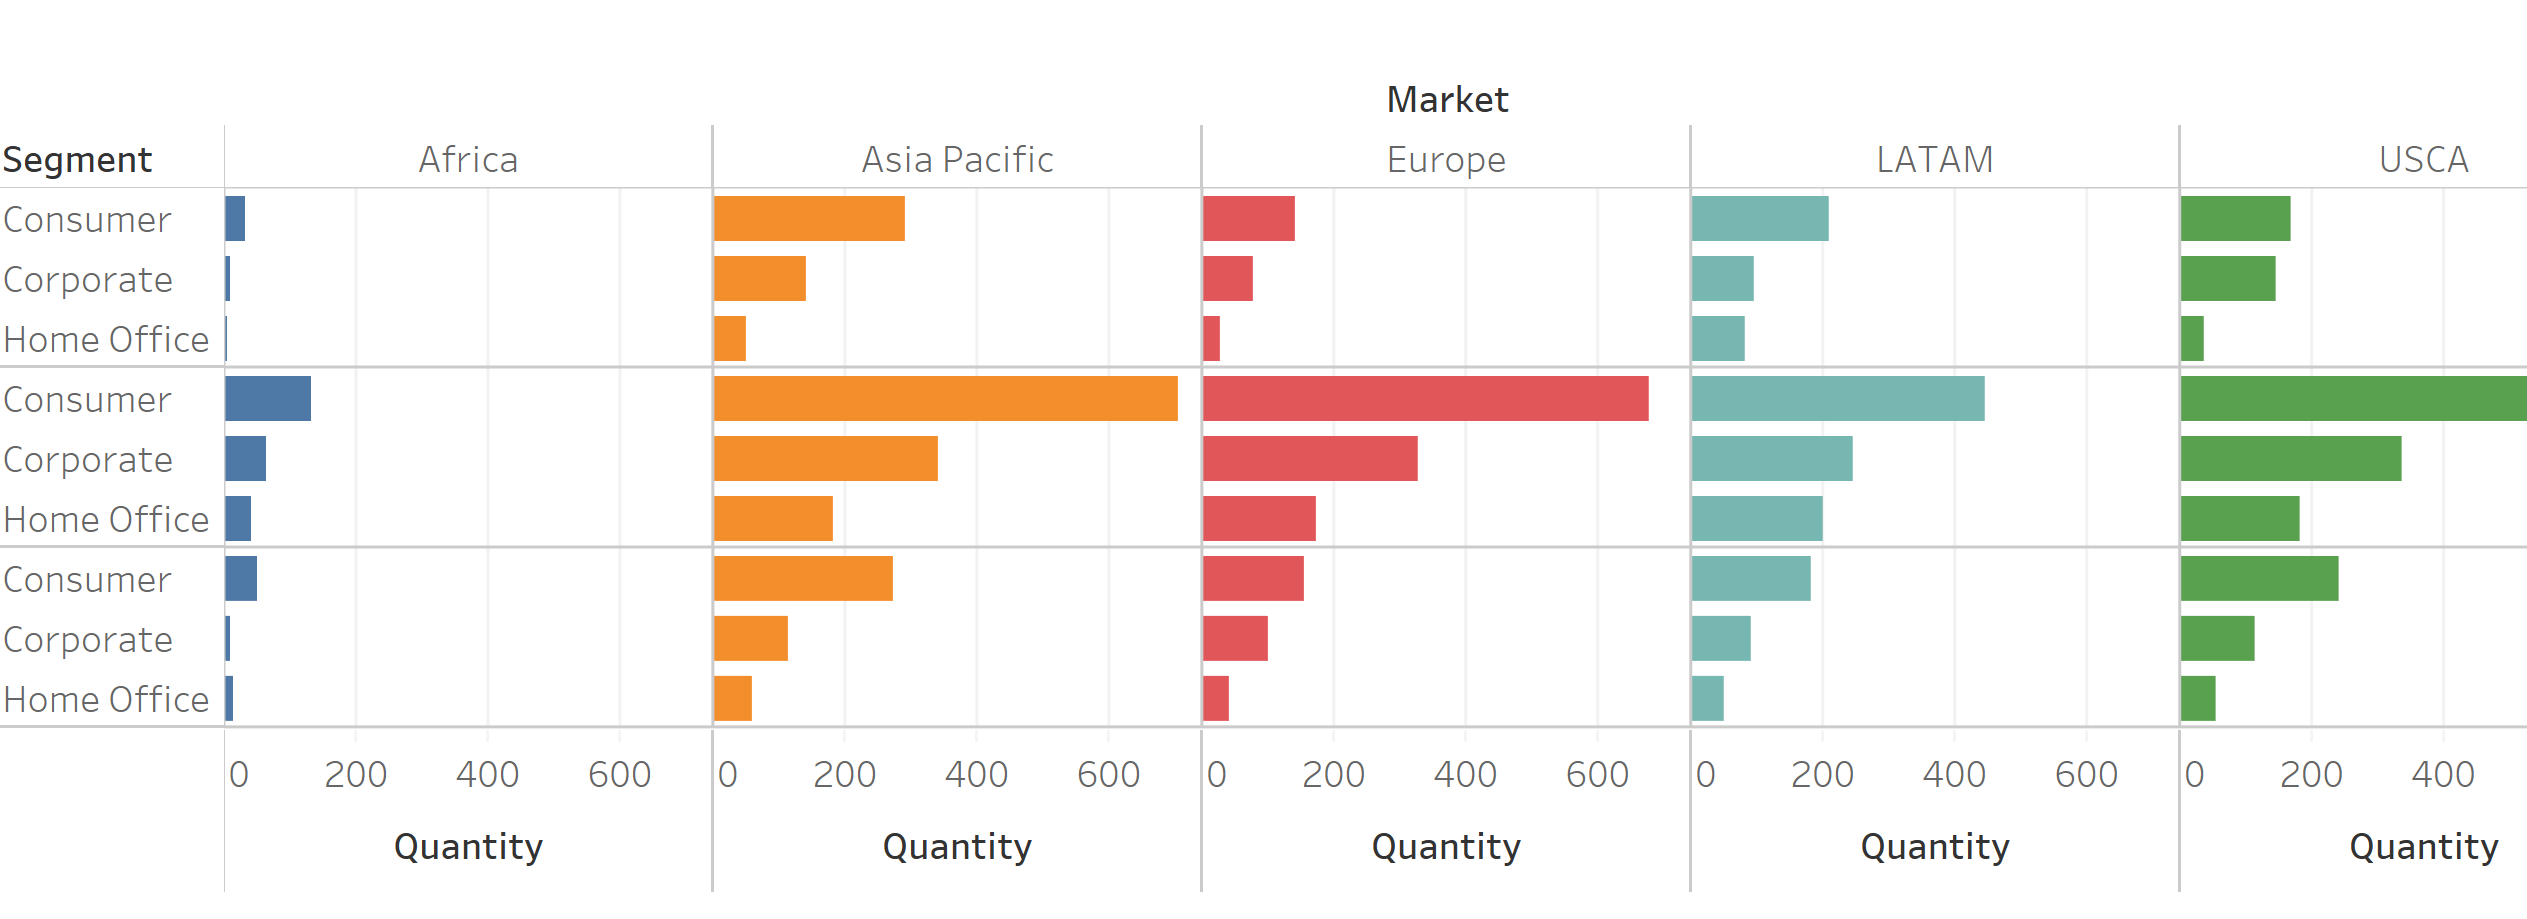 Market
Segment Africa Asia Pacific Europe LATAM USCA
Consumer
Corporate
Home Office
Consumer
Corporate
Home Office
Consumer
Corporate
Home Office
0 200 400 600 0 200 400 600 0 200 400 600 0 200 400 600 0 200 400
Quantity Quantity Quantity Quantity Quantity